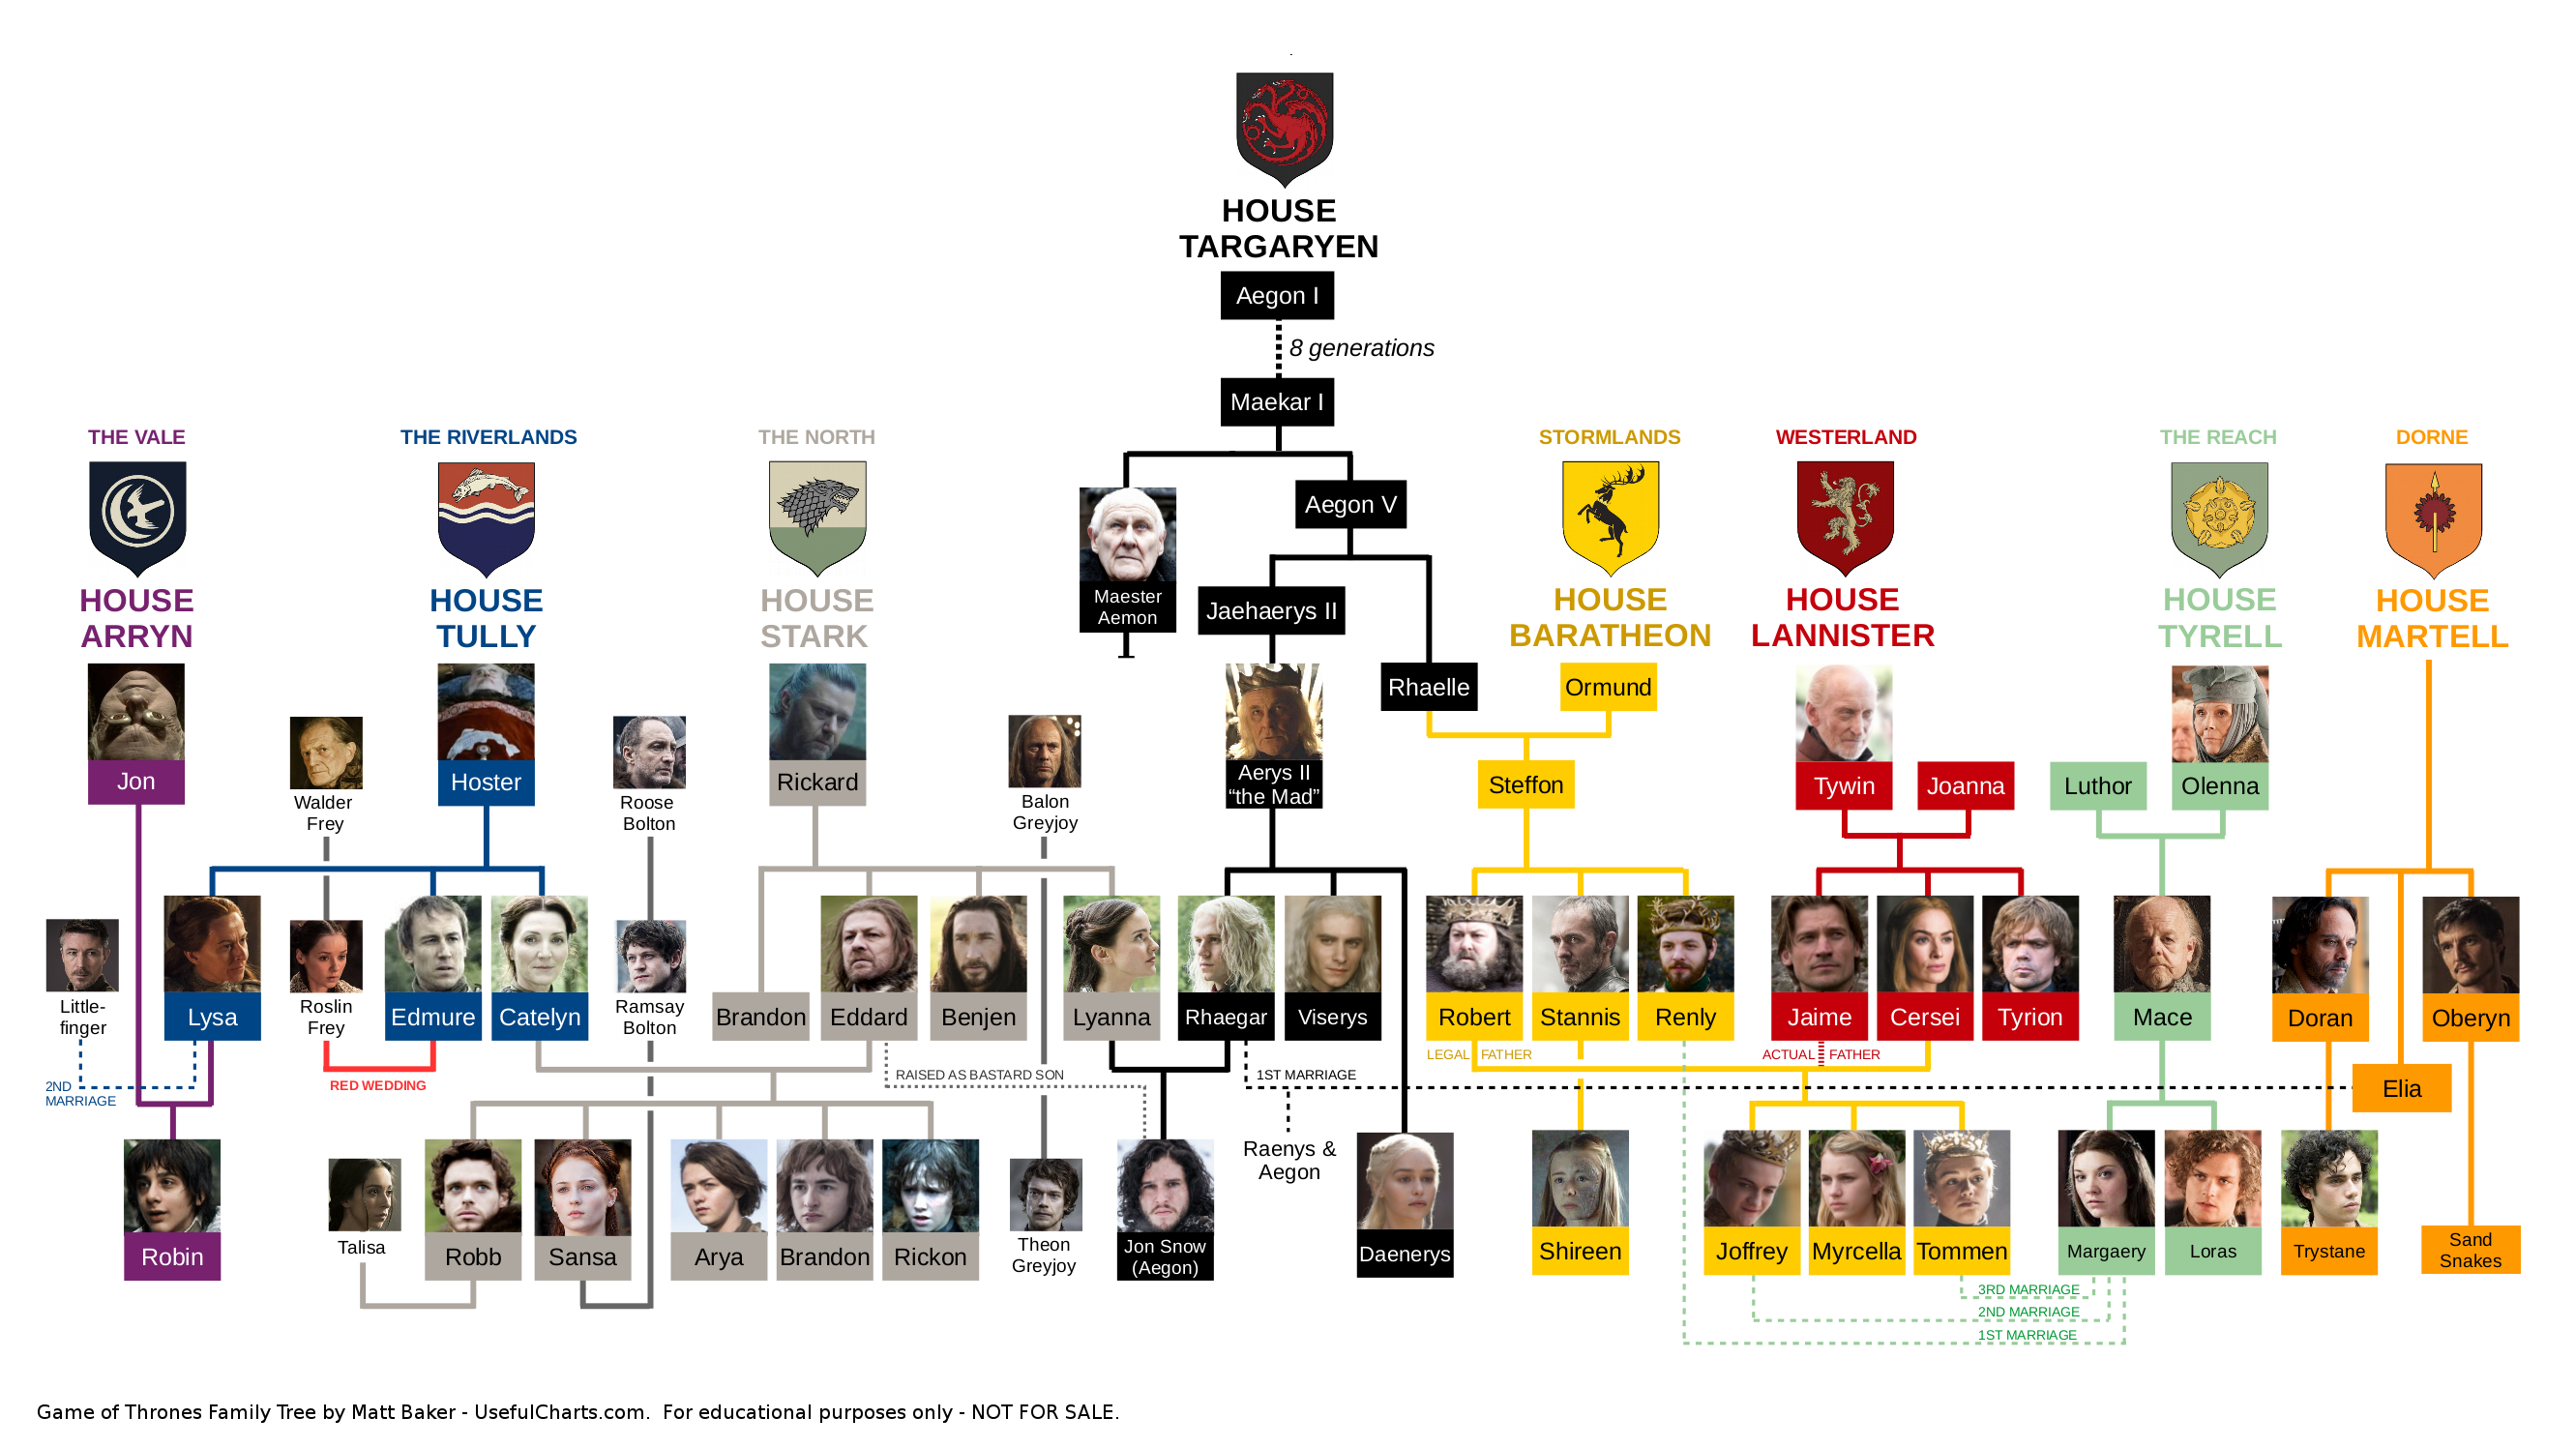 HOUSE
TARGARYEN
Aegon I
8 generations
Maekar I
THE VALE
THE RIVERLANDS
THE NORTH
STORMLANDS
WESTERLAND
THE REACH
DORNE
Aegon V
HOUSE
ARRYN
HOUSE
TULLY
HOUSE
STARK
Maester
Aemon
Jaehaerys II
HOUSE
BARATHEON
HOUSE
LANNISTER
HOUSE
TYRELL
HOUSE
MARTELL
Rhaelle
Ormund
Jon
Walder
Frey
Hoster
Roose
Bolton
Rickard
Balon
Greyjoy
Aerys II
“the Mad”
Steffon
Tywin
Joanna
Luthor
Olenna
Little-
finger
Lysa
Roslin
Frey
Edmure
Catelyn
Ramsay
Bolton
Brandon
Eddard
Benjen
Lyanna
Rhaegar
Viserys
Robert
Stannis
Renly
Jaime
Cersei
Tyrion
Mace
Doran
Oberyn
LEGAL FATHER
ACTUAL FATHER
2ND
MARRIAGE
RED WEDDING
RAISED AS BASTARD SON
1ST MARRIAGE
Elia
Raenys &
Aegon
Robin
Talisa
Robb
Sansa
Arya
Brandon
Rickon
Theon
Greyjoy
Jon Snow
(Aegon)
Daenerys
Shireen
Joffrey
Myrcella
Tommen
Margaery
Loras
Trystane
Sand
Snakes
3RD MARRIAGE
2ND MARRIAGE
1ST MARRIAGE
Game of Thrones Family Tree by Matt Baker - UsefulCharts.com.  For educational purposes only - NOT FOR SALE.